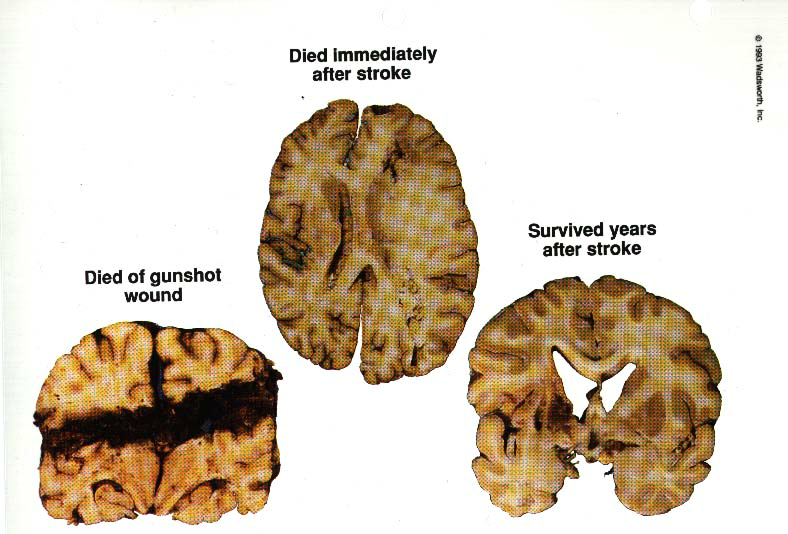 Died immediately
after stroke
© 1993 Wadsworth, Inc.
Survived years
after stroke
Died of gunshot
wound